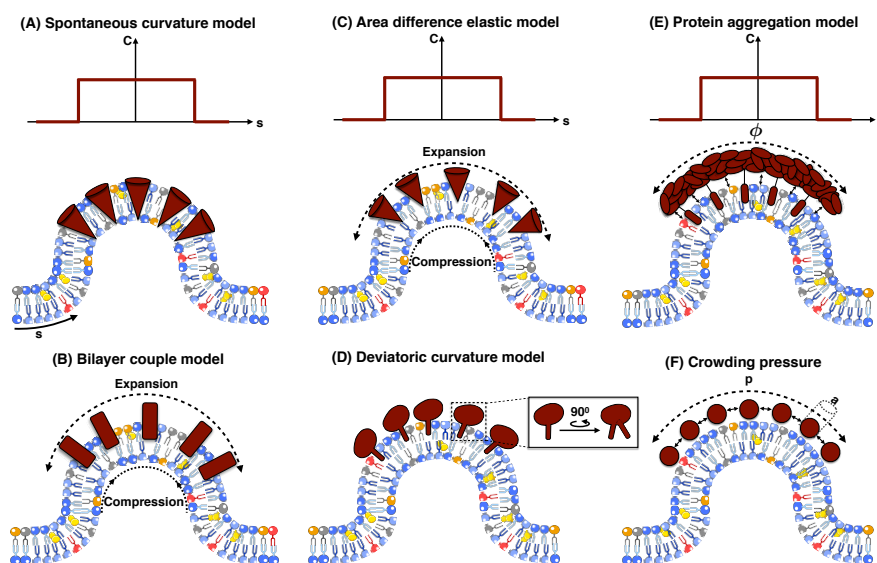 (A) Spontaneous curvature model
C
s
s
(B) Bilayer couple model
Expansion
Compression
(C) Area difference elastic model
C
s
Expansion
Compression
(D) Deviatoric curvature model
90⁰
(E) Protein aggregation model
C
ϕ
(F) Crowding pressure
p
a